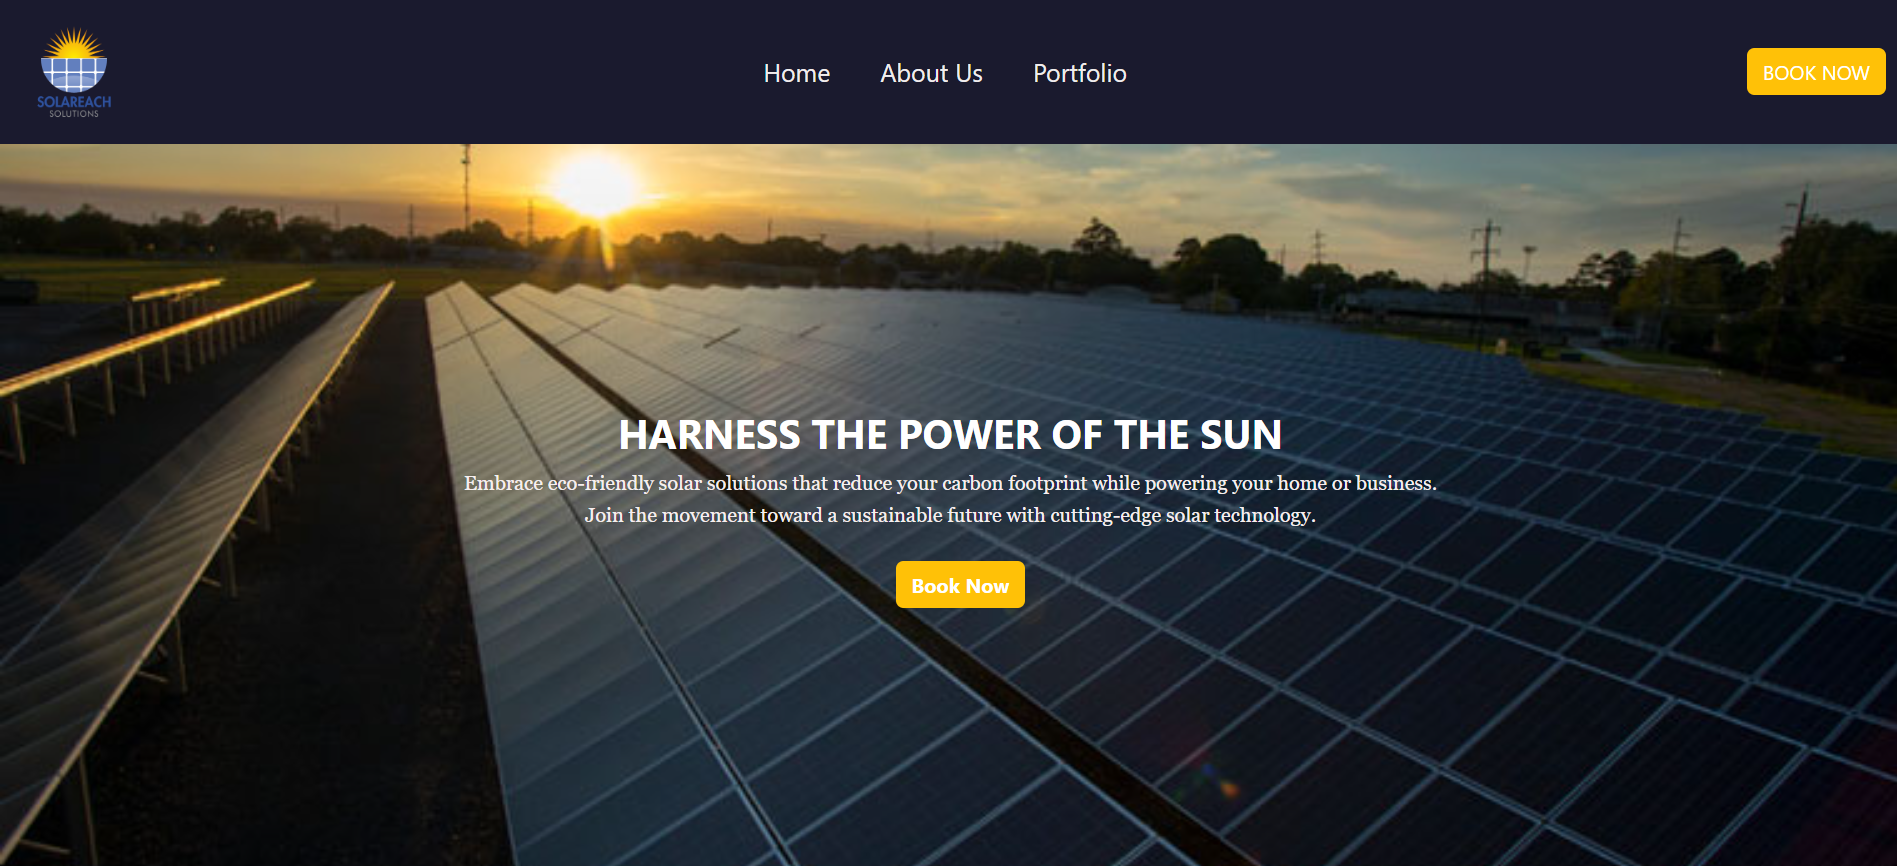 SOLAREACH
SOLUTIONS
Home
About Us
Portfolio
BOOK NOW
HARNESS THE POWER OF THE SUN
Embrace eco-friendly solar solutions that reduce your carbon footprint while powering your home or business.
Join the movement toward a sustainable future with cutting-edge solar technology.
Book Now